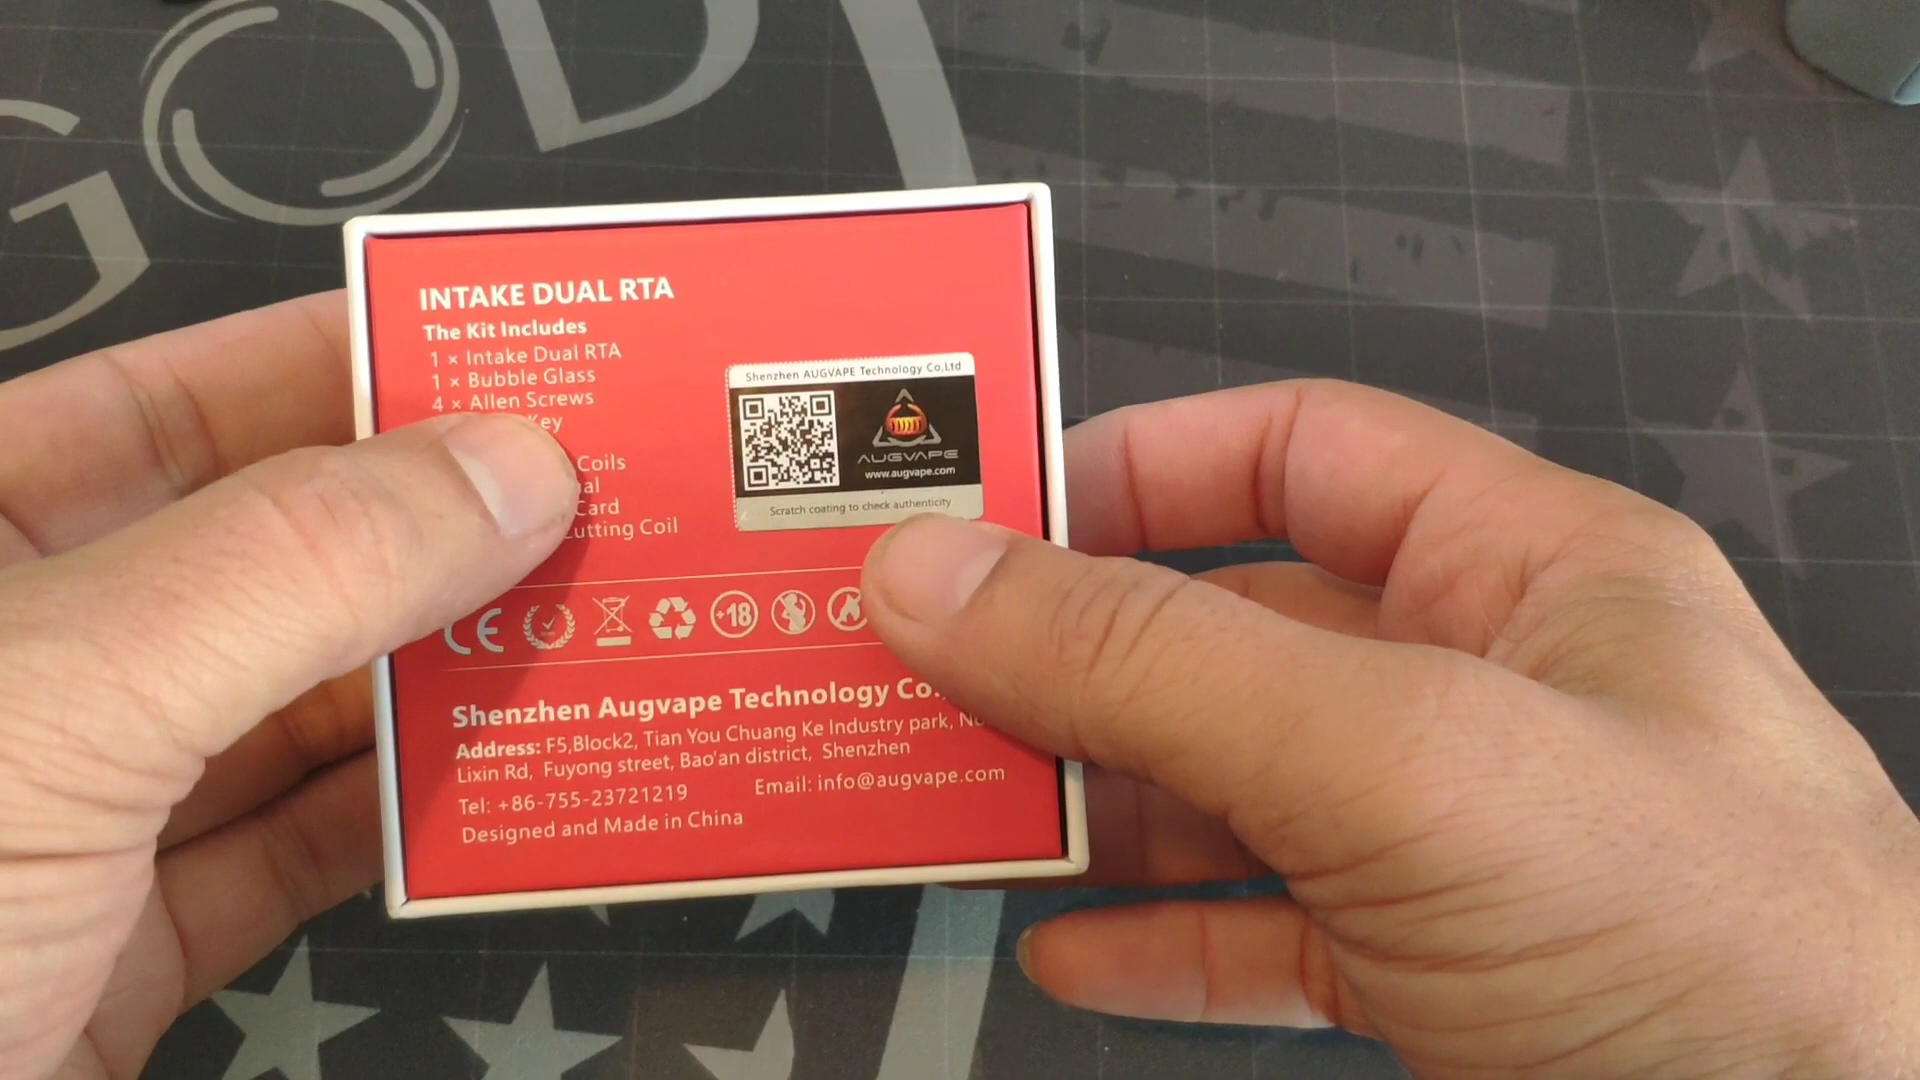 GOD
INTAKE DUAL RTA
The Kit Includes
1 × Intake Dual RTA
1 × Bubble Glass
4 × Allen Screws
Key
Coils
Card
Cutting Coil
Shenzhen AUGVAPE Technology Co,Ltd
AUGVAPE
www.augvape.com
Scratch coating to check authenticity
CE
+18
Shenzhen Augvape Technology Co.,
Address: F5,Block2, Tian You Chuang Ke Industry park,
Lixin Rd, Fuyong street, Bao'an district, Shenzhen
Tel: +86-755-23721219
Email: info@augvape.com
Designed and Made in China